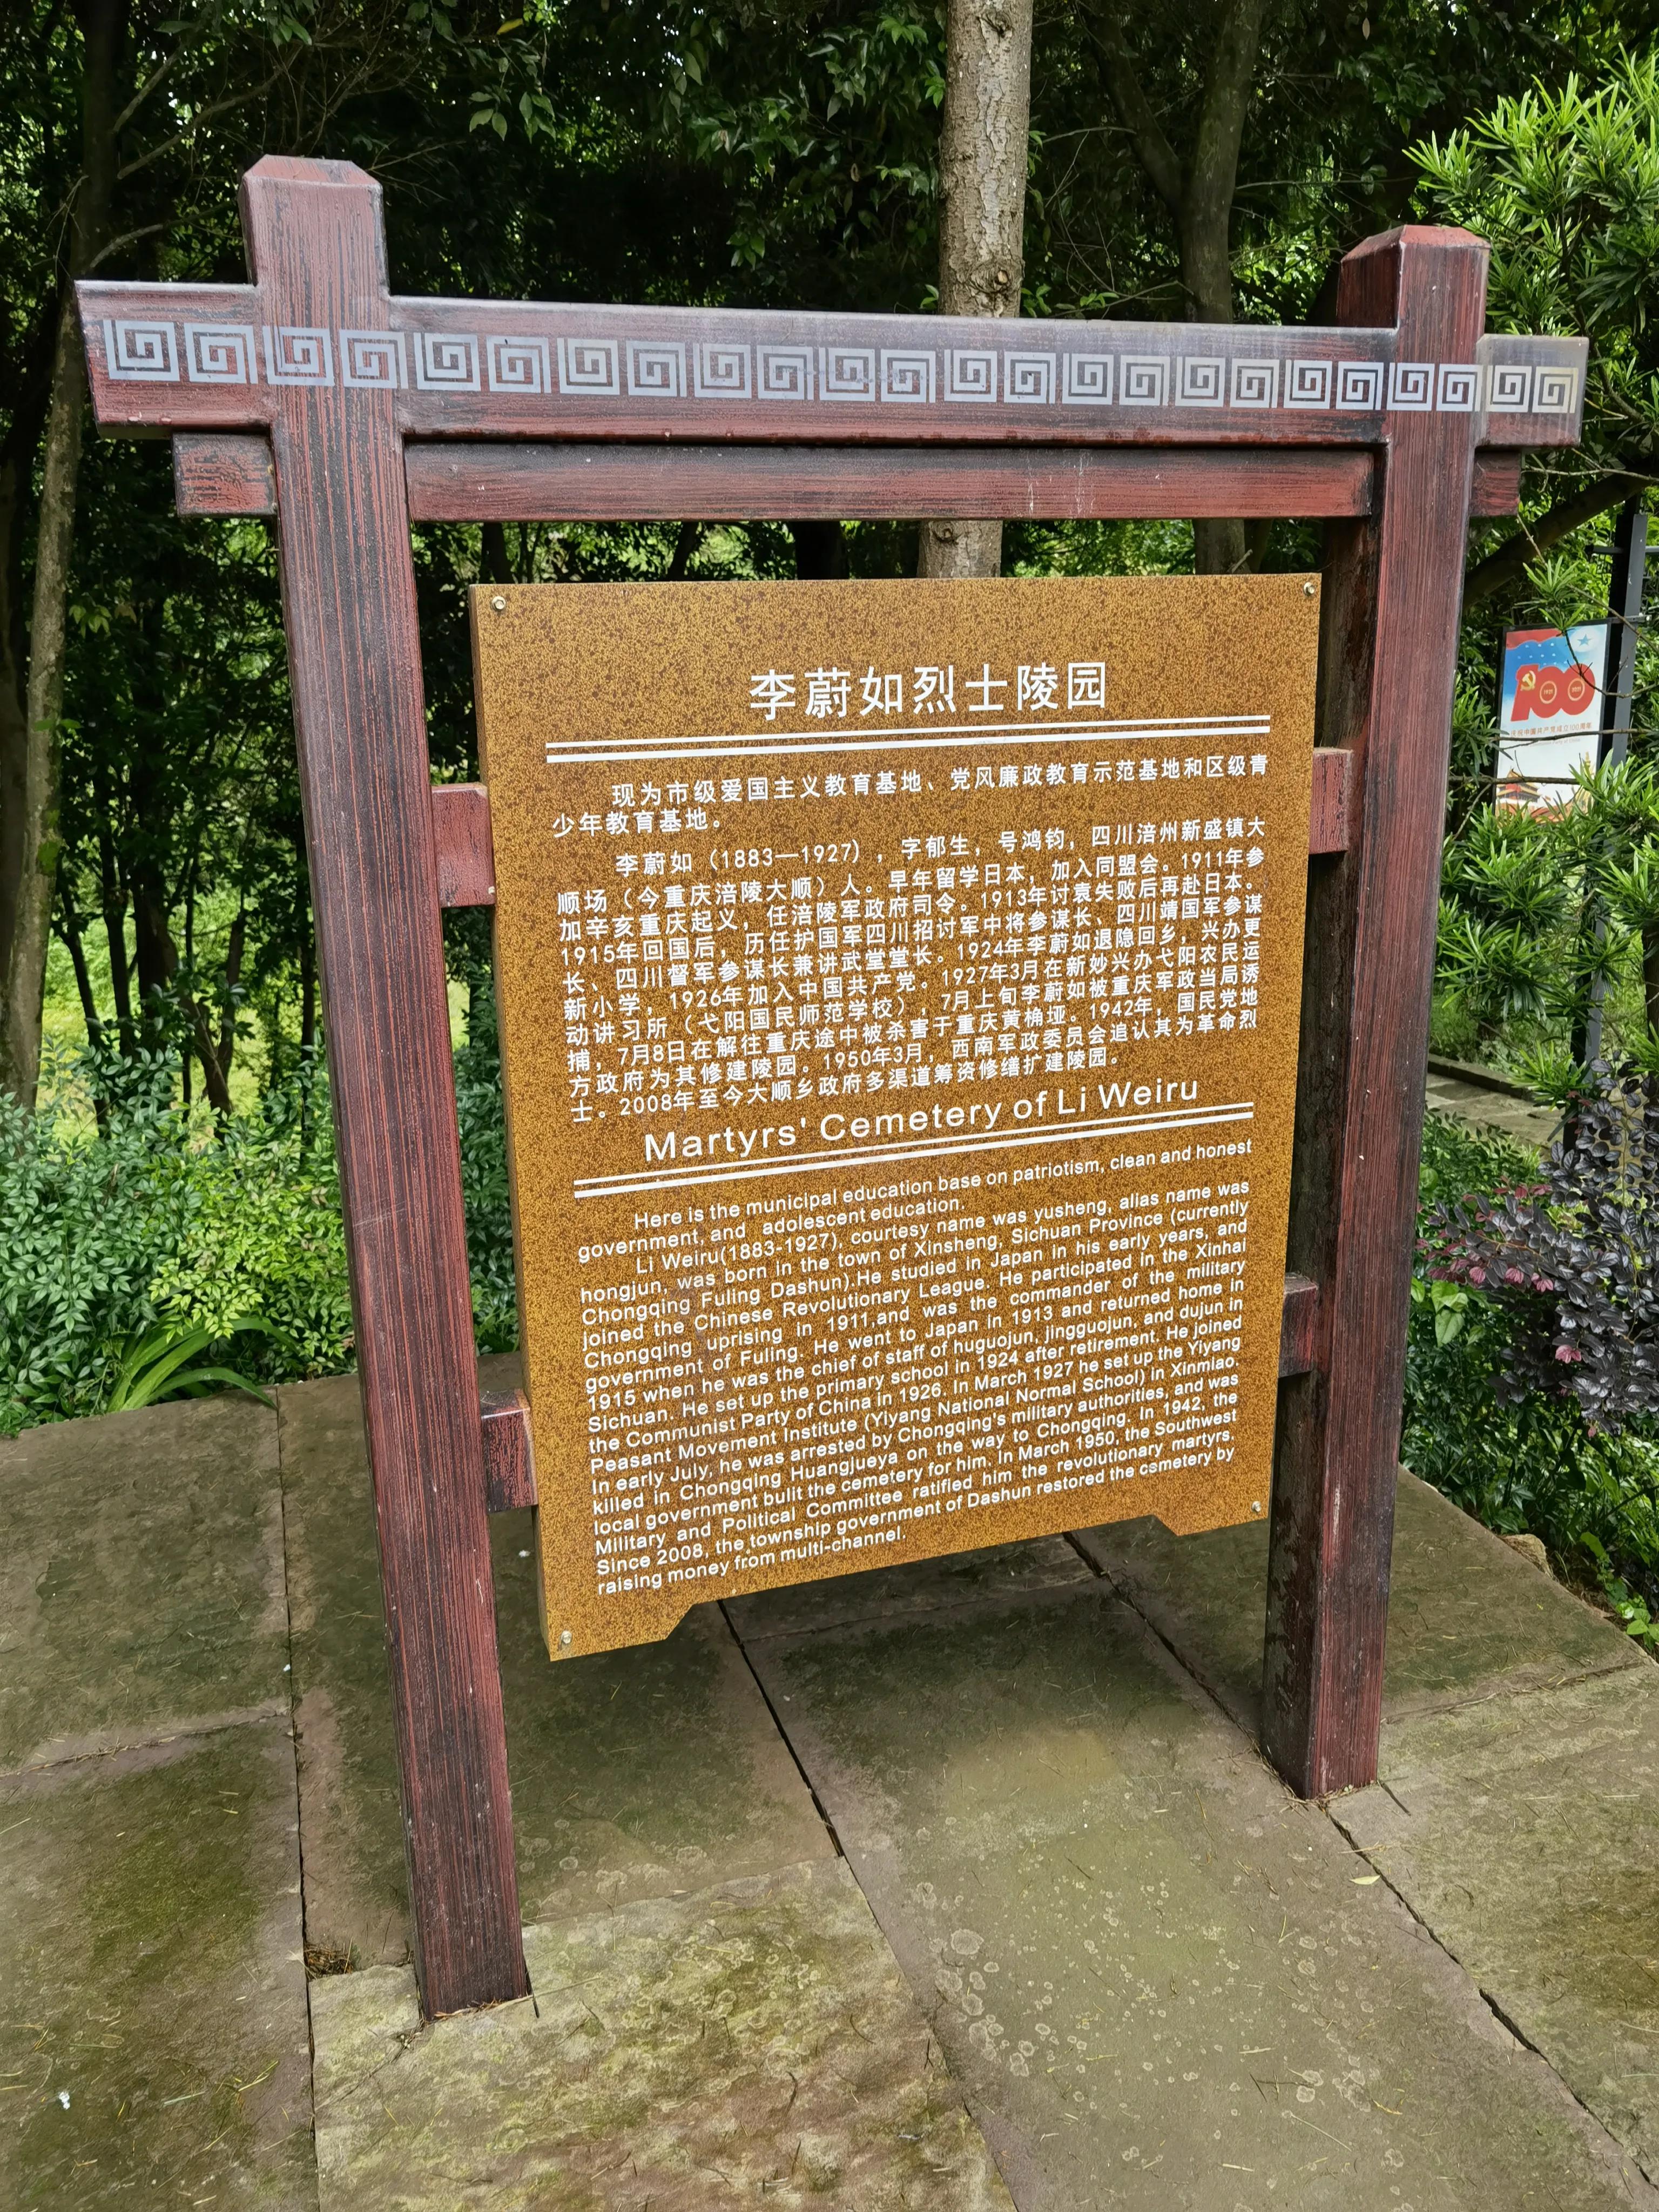 李蔚如烈士陵园
现为市级爱国主义教育基地、党风廉政教育示范基地和区级青
少年教育基地。
李蔚如（1883—1927），字郁生，号鸿钧，四川涪州新盛镇大
顺场（今重庆涪陵大顺）人。早年留学日本，加入同盟会。1911年参
加辛亥重庆起义，任涪陵军政府司令。1913年讨袁失败后再赴日本。
1915年回国后，历任护国军四川招讨军中将参谋长、四川靖国军参谋
长、四川督军参谋长兼讲武堂堂长。1924年李蔚如退隐回乡，兴办更
新小学，1926年加入中国共产党。1927年3月在新妙兴办弋阳农民运
动讲习所（弋阳国民师范学校），7月上旬李蔚如被重庆军政当局诱
捕，7月8日在解往重庆途中被杀害于重庆黄桷垭。1942年，国民党地
方政府为其修建陵园。1950年3月，西南军政委员会追认其为革命烈
士。2008年至今大顺乡政府多渠道筹资修缮扩建陵园。
Martyrs' Cemetery of Li Weiru
Here is the municipal education base on patriotism, clean and honest
government, and adolescent education.
Li Weiru(1883-1927), courtesy name was yusheng, alias name was
hongjun, was born in the town of Xinsheng, Sichuan Province (currently
Chongqing Fuling Dashun).He studied in Japan in his early years, and
joined the Chinese Revolutionary League. He participated in the Xinhai
Chongqing uprising in 1911,and was the commander of the military
government of Fuling. He went to Japan in 1913 and returned home in
1915 when he was the chief of staff of huguojun, jingguojun, and dujun in
Sichuan. He set up the primary school in 1924 after retirement. He joined
the Communist Party of China in 1926. In March 1927 he set up the Yiyang
Peasant Movement Institute (Yiyang National Normal School) in Xinmiao.
In early July, he was arrested by Chongqing's military authorities, and was
killed in Chongqing Huangjueya on the way to Chongqing. In 1942, the
local government bulit the cemetery for him. In March 1950, the Southwest
Military and Political Committee ratified him the revolutionary martyrs.
Since 2008, the township government of Dashun restored the cemetery by
raising money from multi-channel.
100
庆祝中国共产党成立100周年